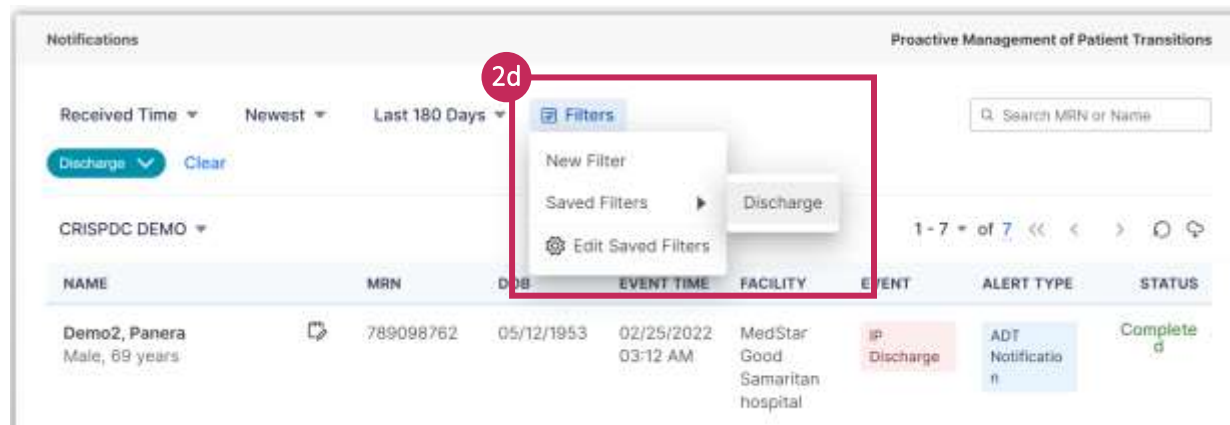 Notifications
Proactive Management of Patient Transitions
2d
Received Time
Newest
Last 180 Days
Filters
Search MRN or Name
Discharge
Clear
New Filter
Saved Filters
Discharge
Edit Saved Filters
CRISPDC DEMO
1 - 7 of 7 << < >
NAME MRN DOB EVENT TIME FACILITY EVENT ALERT TYPE STATUS
Demo2, Panera 789098762 05/12/1953 02/25/2022 MedStar IP ADT Complete
Male, 69 years 03:12 AM Good Discharge Notificatio d
Samaritan n
hospital